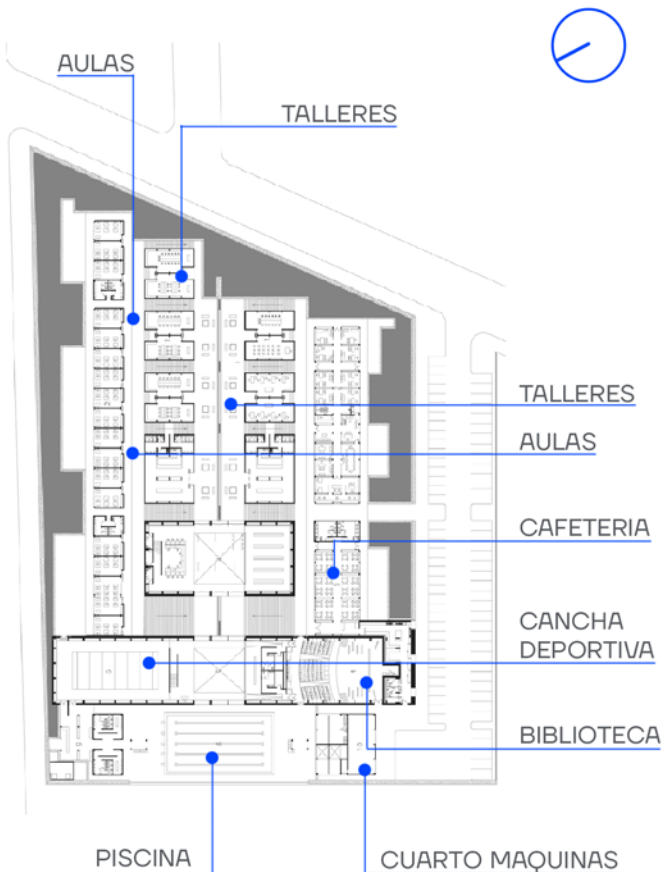 AULAS
TALLERES
TALLERES
AULAS
CAFETERIA
CANCHA
DEPORTIVA
BIBLIOTECA
PISCINA
CUARTO MAQUINAS